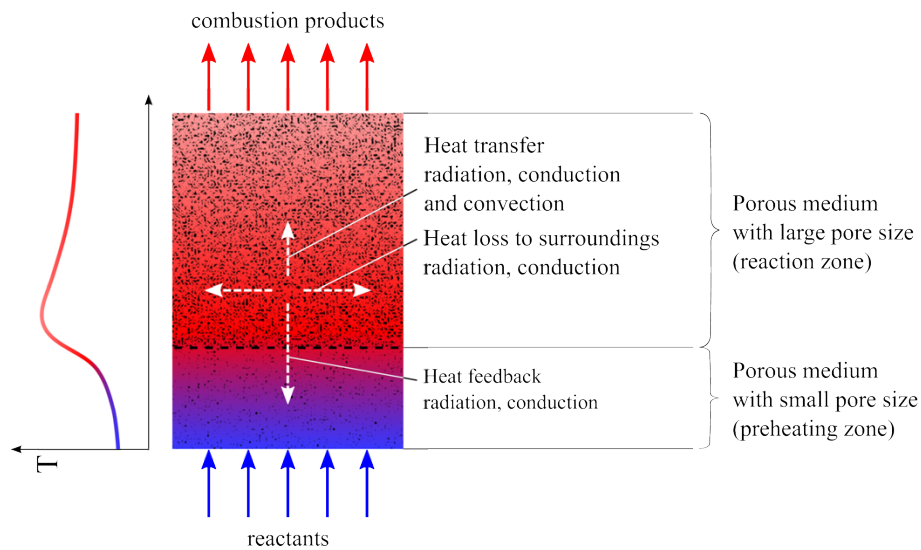 combustion products
Heat transfer
radiation, conduction
and convection
Heat loss to surroundings
radiation, conduction
Porous medium
with large pore size
(reaction zone)
Heat feedback
radiation, conduction
Porous medium
with small pore size
(preheating zone)
T
reactants